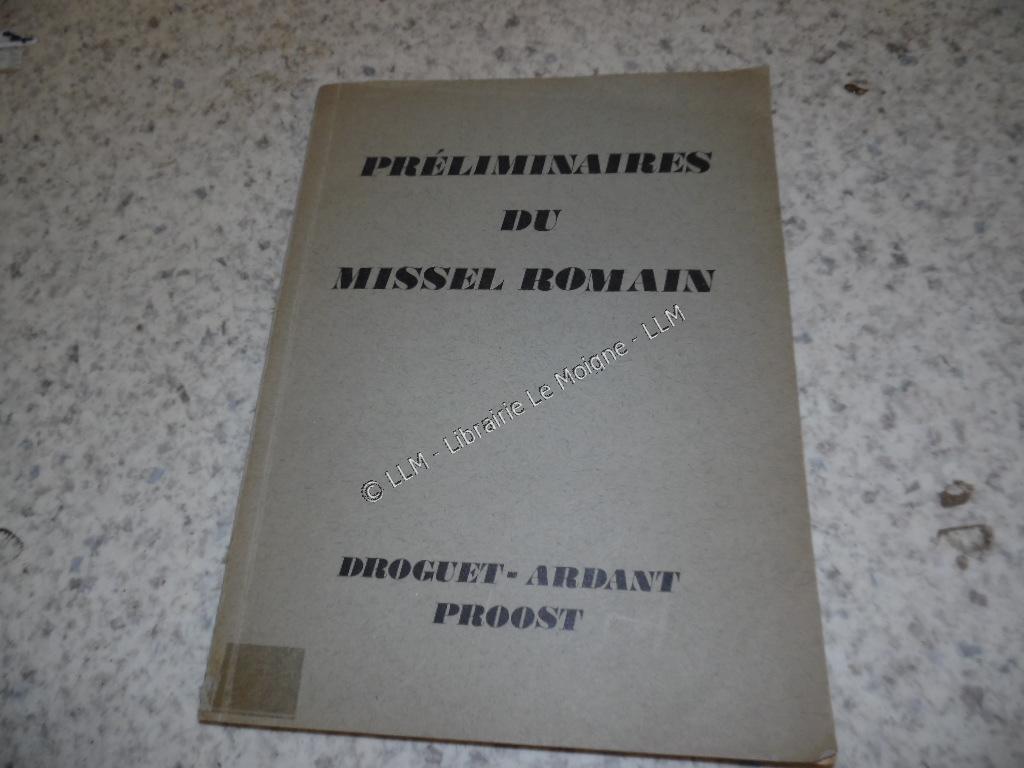 PRÉLIMINAIRES
DU
MISSEL ROMAIN
© LLM - Librairie Le Moigne - LLM
DROGUET - ARDANT
PROOST